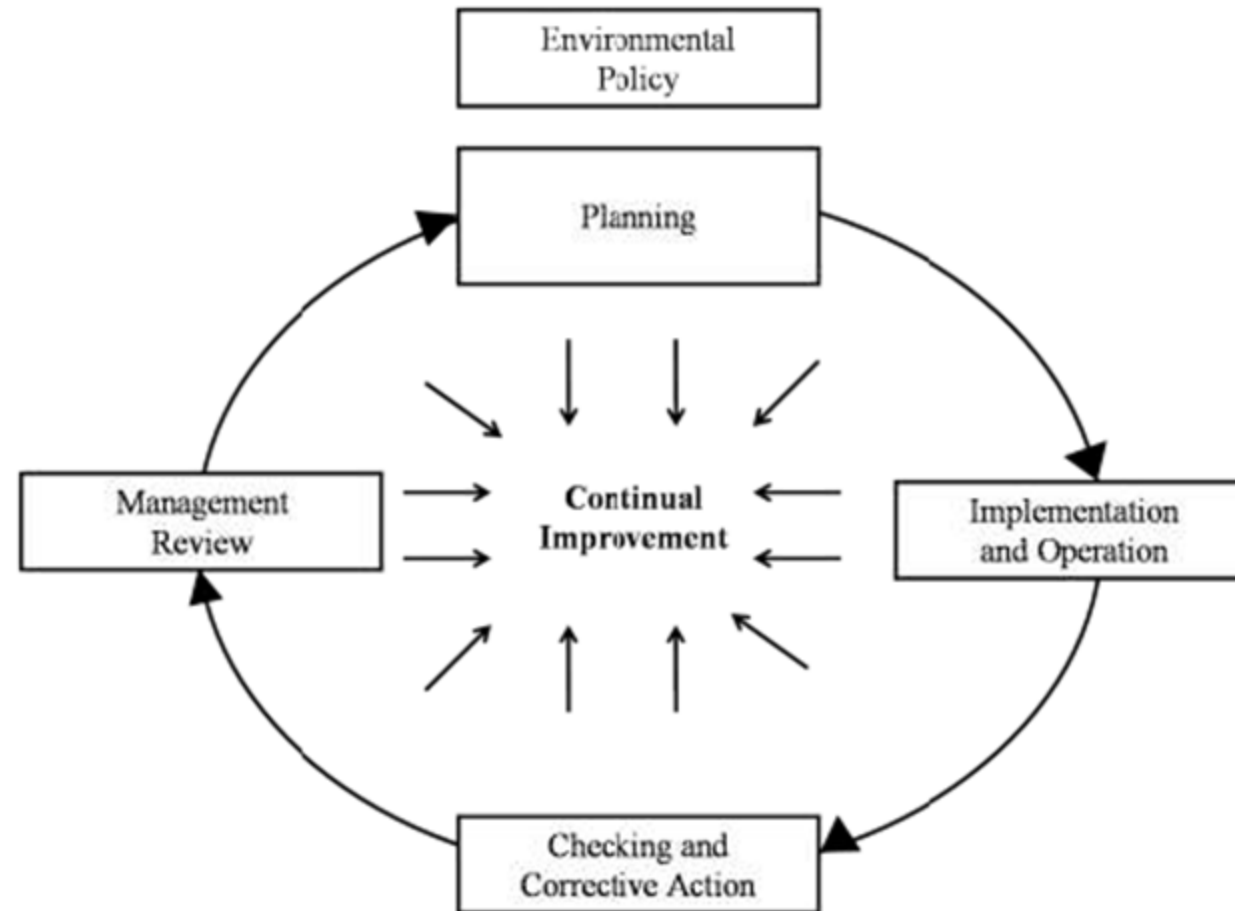 Environmental
Policy
Planning
Management
Review
Continual
Improvement
Implementation
and Operation
Checking and
Corrective Action